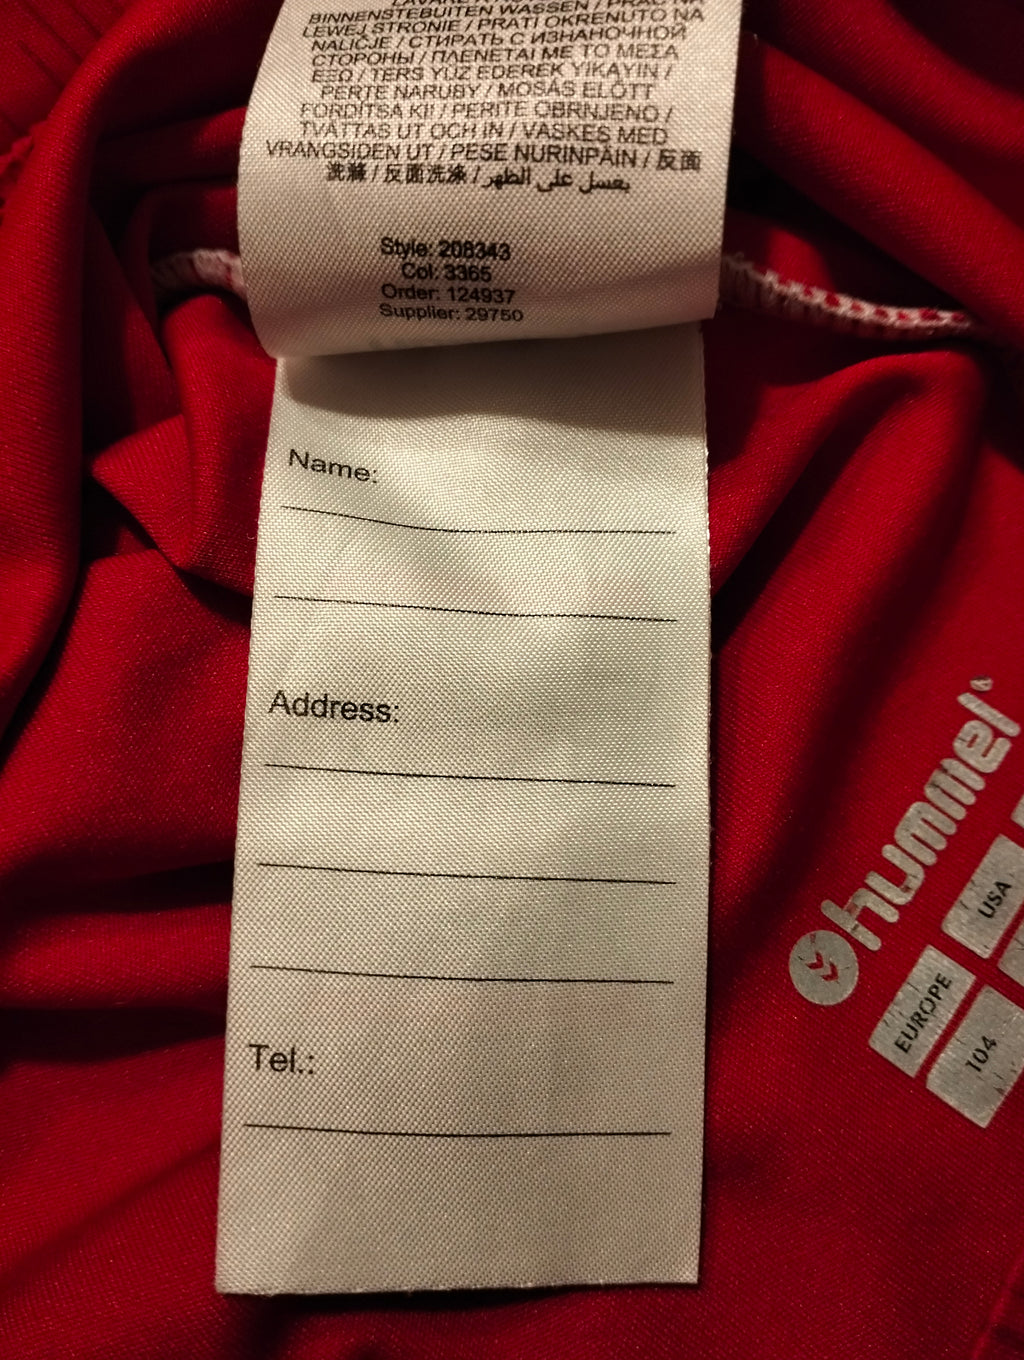 LAVARE A
BINNENSTEBUITEN WASSEN / PRAĆ NA
LEWEJ STRONIE / PRATI OKRENUTO NA
NALIČJE / СТИРАТЬ С ИЗНАНОЧНОЙ
СТОРОНЫ / ΠΛΕΝΕΤΑΙ ΜΕ ΤΟ ΜΕΣΑ
ΕΞΩ / TERS YÜZ EDEREK YIKAYIN /
PERTE NARUBY / MOSÁS ELŐTT
FORDÍTSA KI! / PERITE OBRNJENO /
TVÄTTAS UT OCH IN / VASKES MED
VRANGSIDEN UT / PESE NURINPÄIN / 反面
洗滌 / 反面洗涤 / يغسل على الظهر
Style: 208343
Col: 3365
Order: 124937
Supplier: 29750
Name:
Address:
Tel.:
hummel
EUROPE USA
104